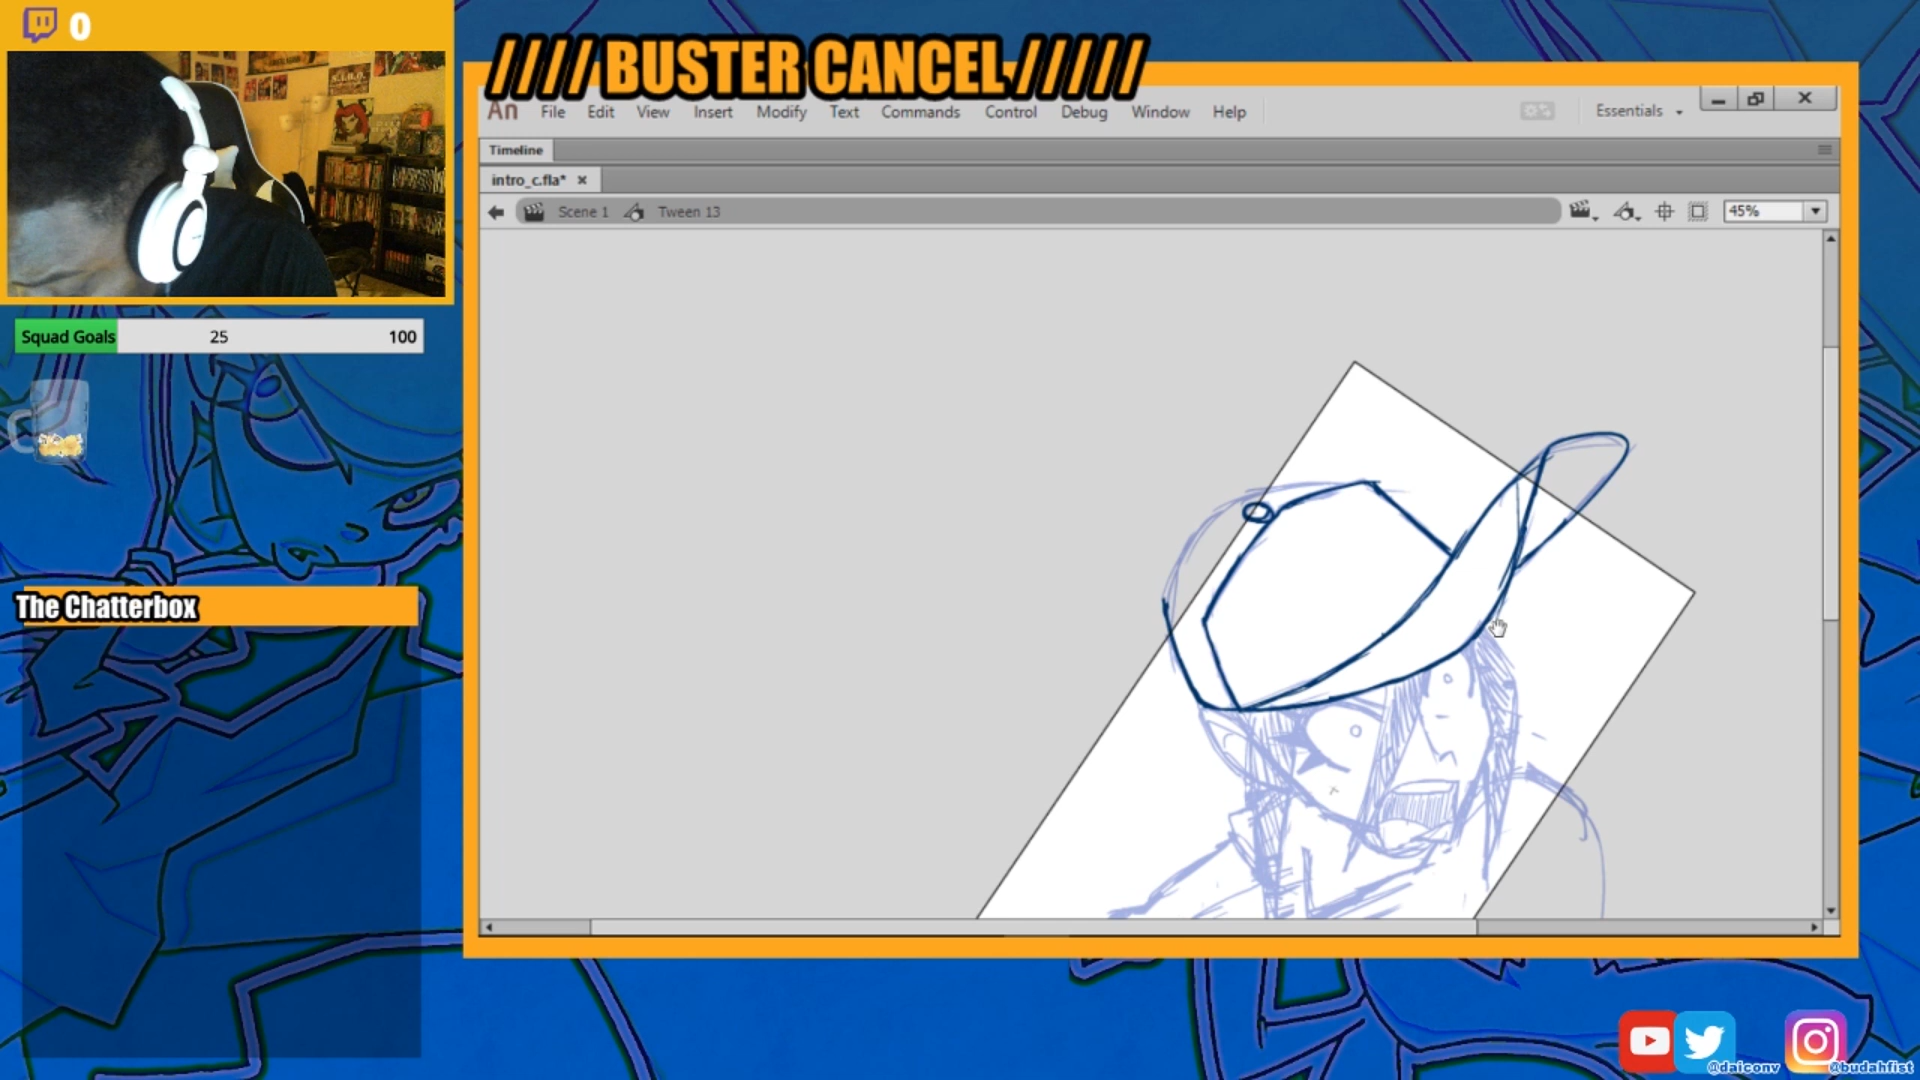 0
//// BUSTER CANCEL /////
An File Edit View Insert Modify Text Commands Control Debug Window Help Essentials
Timeline
intro_c.fla*
Scene 1 Tween 13 45%
Squad Goals 25 100
The Chatterbox
@daiconv @budahfist